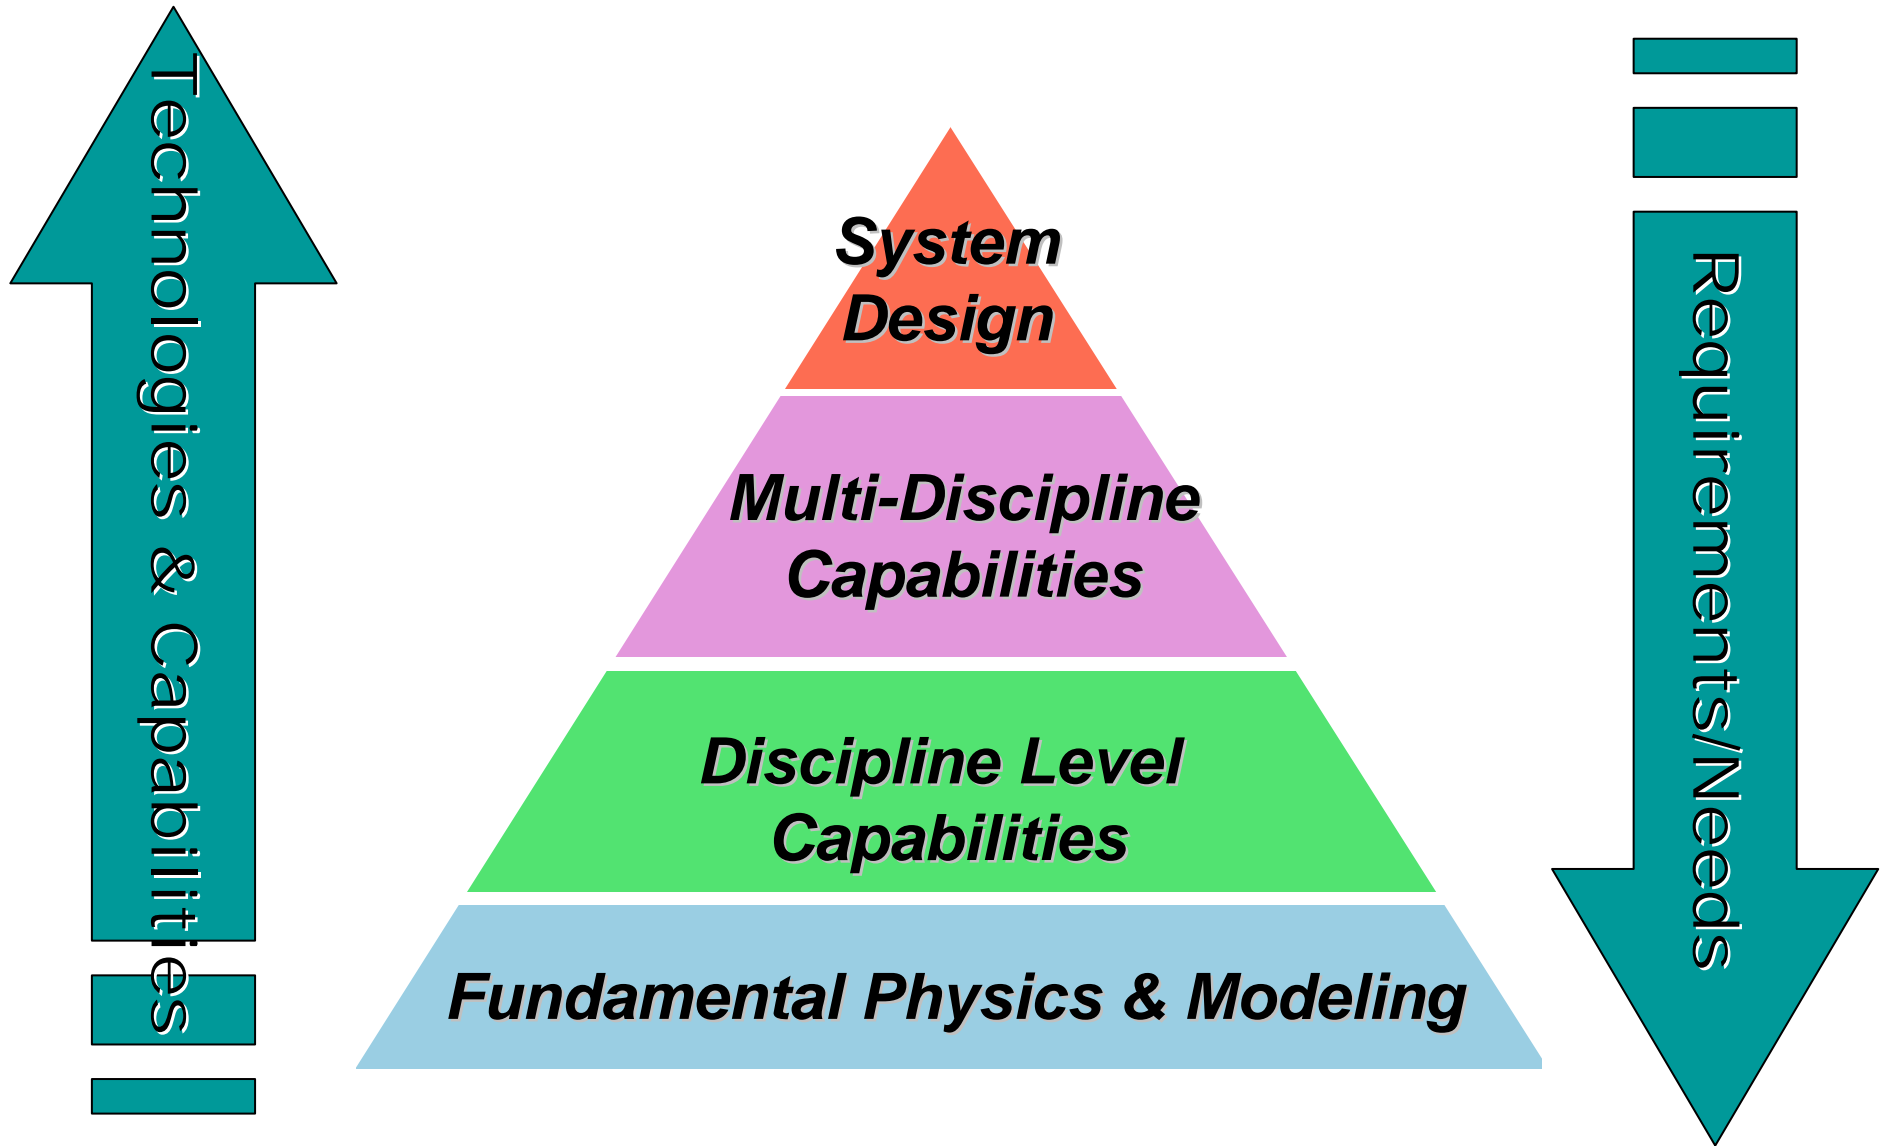 Technologies & Capabilities
System
Design
Multi-Discipline
Capabilities
Discipline Level
Capabilities
Fundamental Physics & Modeling
Requirements/Needs